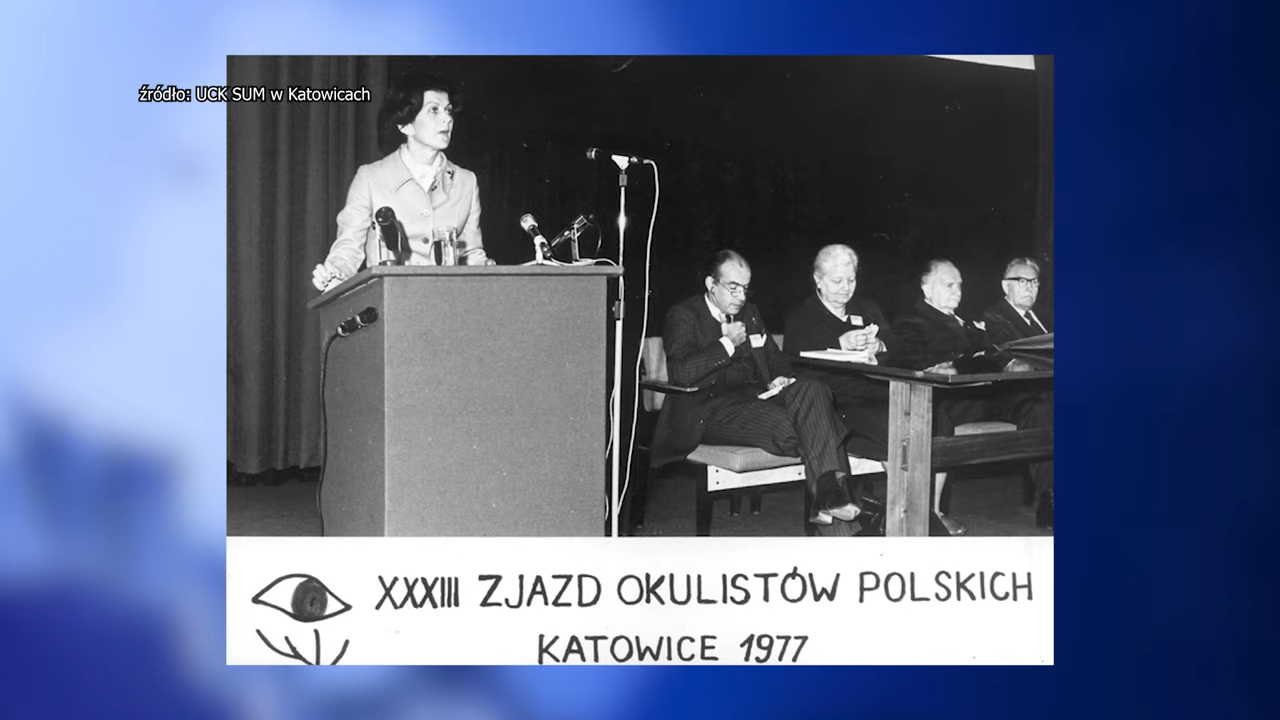 źródło: UCK SUM w Katowicach
XXXIII ZJAZD OKULISTÓW POLSKICH
KATOWICE 1977